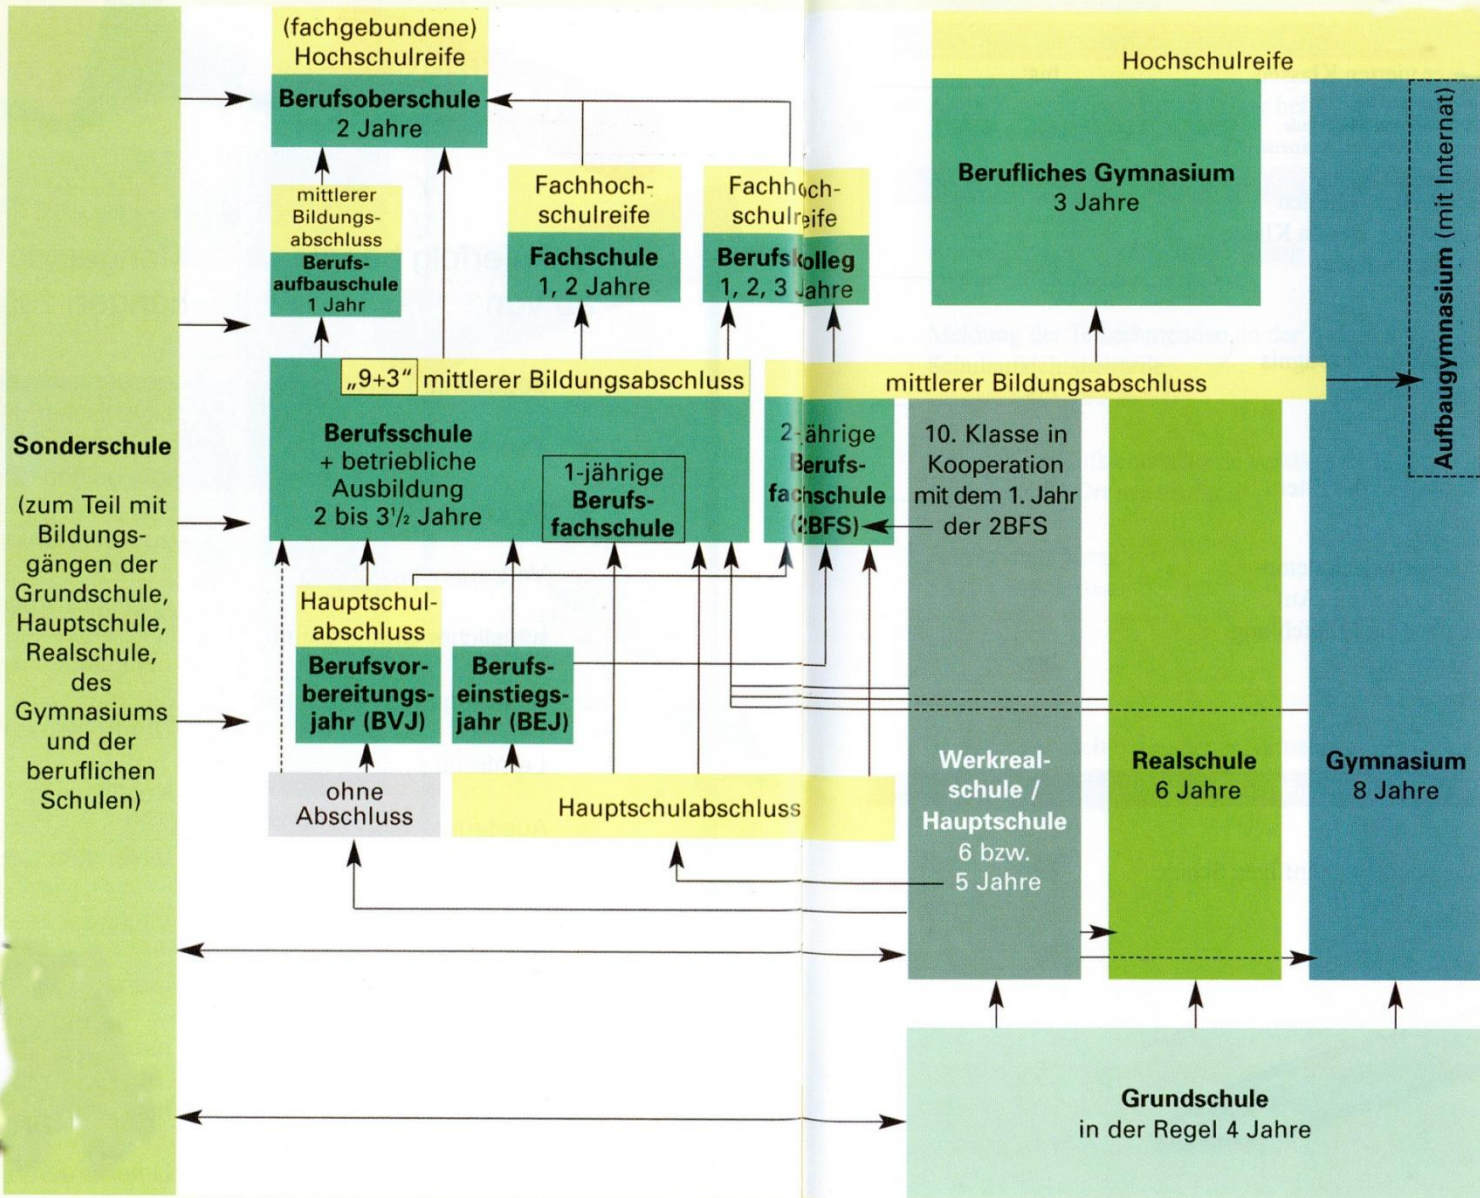 (fachgebundene)
Hochschulreife
Berufsoberschule
2 Jahre
Hochschulreife
Berufliches Gymnasium
3 Jahre
Aufbaugymnasium (mit Internat)
mittlerer
Bildungs-
abschluss
Berufs-
aufbauschule
1 Jahr
Fachhoch-
schulreife
Fachschule
1, 2 Jahre
Fachhoch-
schulreife
Berufskolleg
1, 2, 3 Jahre
„9+3“ mittlerer Bildungsabschluss
mittlerer Bildungsabschluss
Sonderschule
(zum Teil mit
Bildungs-
gängen der
Grundschule,
Hauptschule,
Realschule,
des
Gymnasiums
und der
beruflichen
Schulen)
Berufsschule
+ betriebliche
Ausbildung
2 bis 3½ Jahre
1-jährige
Berufs-
fachschule
2-jährige
Berufs-
fachschule
(2BFS)
10. Klasse in
Kooperation
mit dem 1. Jahr
der 2BFS
Hauptschul-
abschluss
Berufsvor-
bereitungs-
jahr (BVJ)
Berufs-
einstiegs-
jahr (BEJ)
ohne
Abschluss
Hauptschulabschluss
Werkreal-
schule /
Hauptschule
6 bzw.
5 Jahre
Realschule
6 Jahre
Gymnasium
8 Jahre
Grundschule
in der Regel 4 Jahre